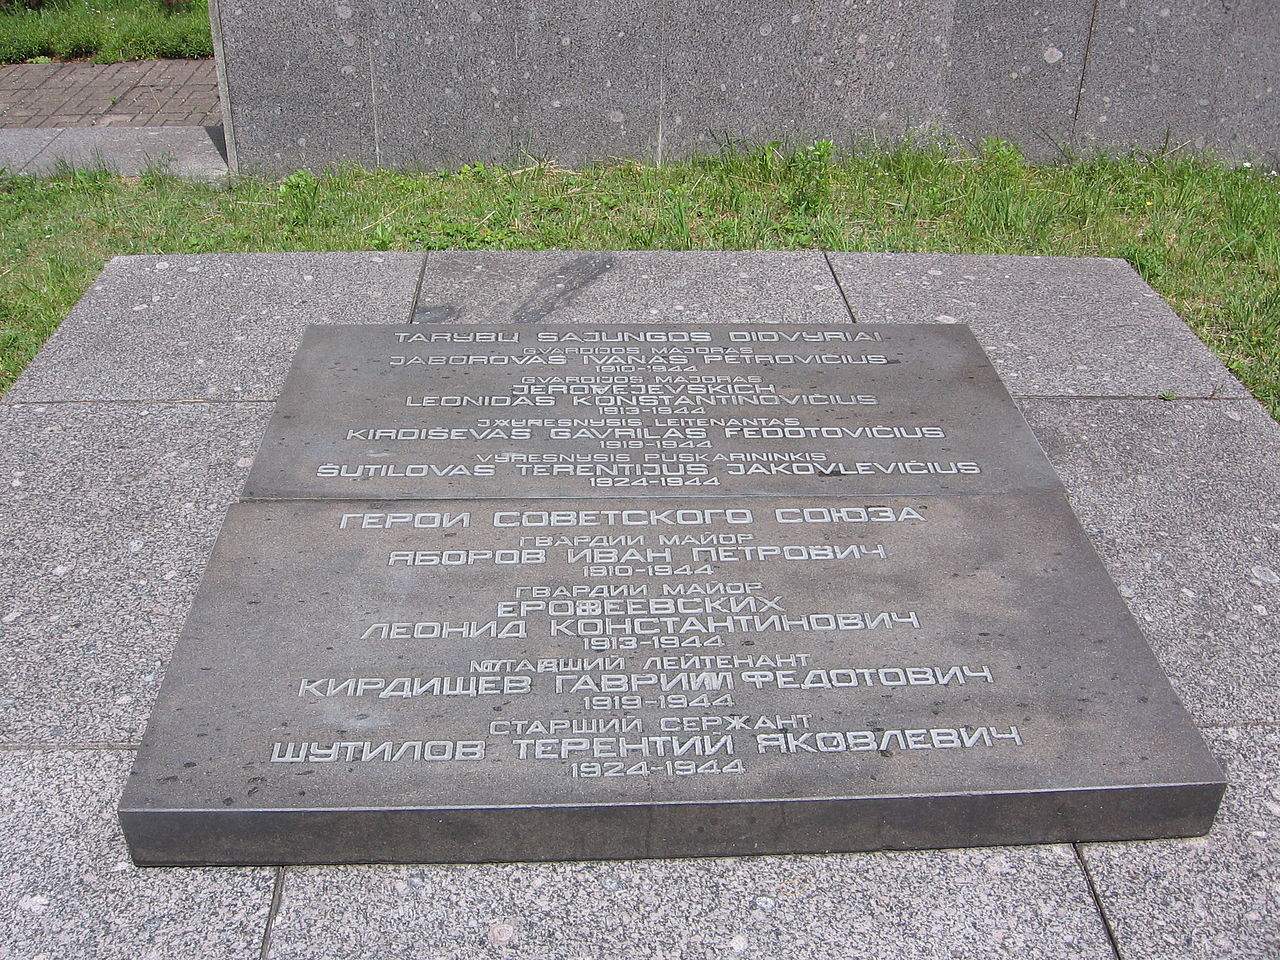 TARYBŲ SĄJUNGOS DIDVYRIAI
GVARDIJOS MAJORAS
JABOROVAS IVANAS PETROVIČIUS
1910-1944
GVARDIJOS MAJORAS
LEONIDAS KONSTANTINOVIČIUS
1913-1944
LEITENANTAS
KIRDIŠEVAS GAVRILAS FEDOTOVIČIUS
1919-1944
VYRESNYSIS PUSKARININKIS
ŠUTILOVAS TERENTIJUS JAKOVLEVIČIUS
1924-1944
ГЕРОИ СОВЕТСКОГО СОЮЗА
ГВАРДИИ МАЙОР
ЯБОРОВ ИВАН ПЕТРОВИЧ
1910-1944
ГВАРДИИ МАЙОР
ЕРОФЕЕВСКИХ
ЛЕОНИД КОНСТАНТИНОВИЧ
1913-1944
ЛЕЙТЕНАНТ
КИРДИЩЕВ ГАВРИИЛ ФЕДОТОВИЧ
1919-1944
СТАРШИЙ СЕРЖАНТ
ШУТИЛОВ ТЕРЕНТИЙ ЯКОВЛЕВИЧ
1924-1944